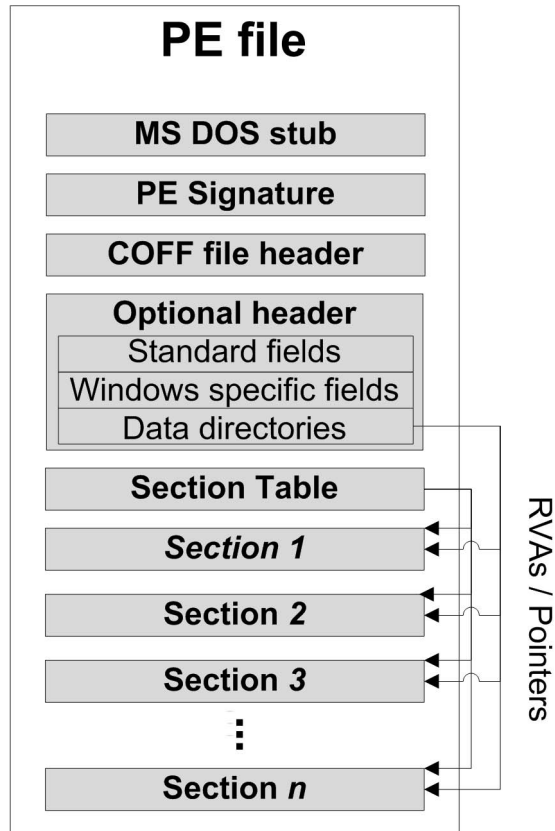 PE file
MS DOS stub
PE Signature
COFF file header
Optional header
Standard fields
Windows specific fields
Data directories
Section Table
Section 1
Section 2
Section 3
Section n
RVAs / Pointers